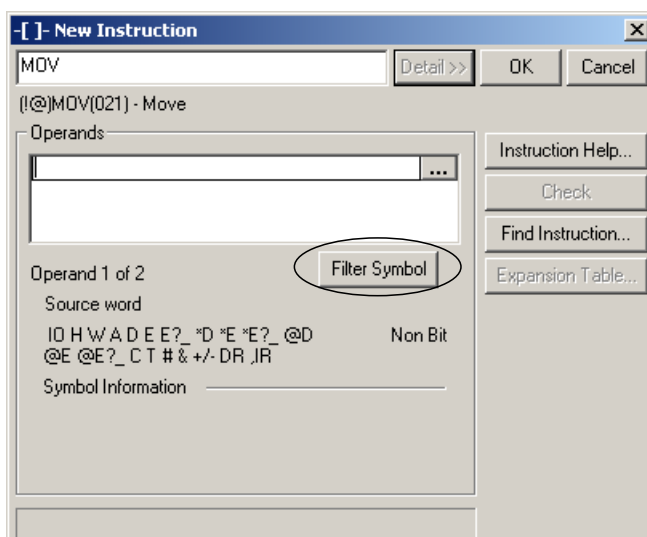 -[ ]- New Instruction
MOV
Detail >>
OK
Cancel
(!@)MOV(021) - Move
Operands
...
Instruction Help...
Check
Find Instruction...
Expansion Table...
Operand 1 of 2
Filter Symbol
Source word
IO H W A D E E?_ *D *E *E?_ @D
@E @E?_ C T # & +/- DR ,IR
Non Bit
Symbol Information